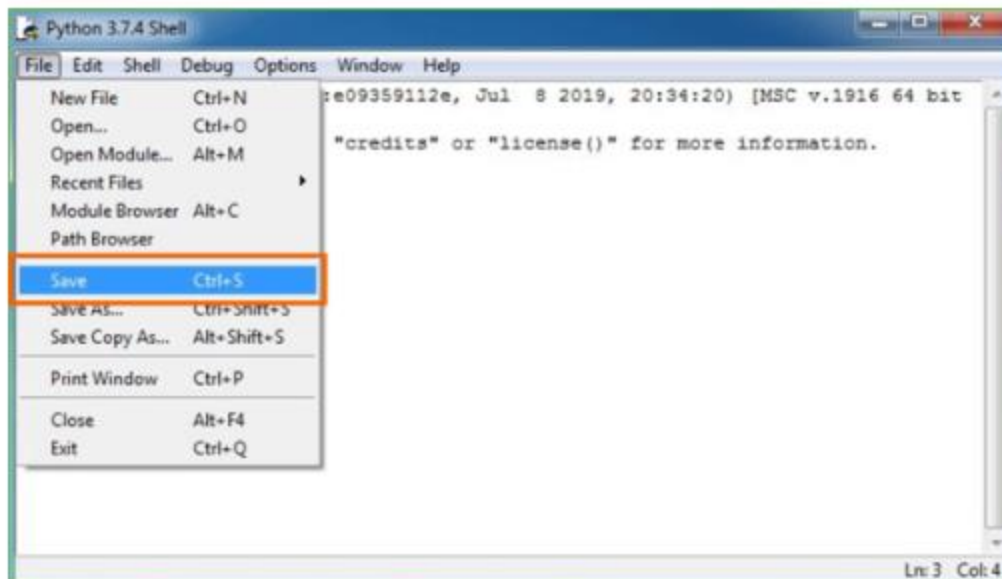 Python 3.7.4 Shell
File Edit Shell Debug Options Window Help
New File Ctrl+N
:e09359112e, Jul 8 2019, 20:34:20) [MSC v.1916 64 bit
Open... Ctrl+O
Open Module... Alt+M
"credits" or "license()" for more information.
Recent Files
Module Browser Alt+C
Path Browser
Save Ctrl+S
Save As... Ctrl+Shift+S
Save Copy As... Alt+Shift+S
Print Window Ctrl+P
Close Alt+F4
Exit Ctrl+Q
Ln: 3 Col: 4